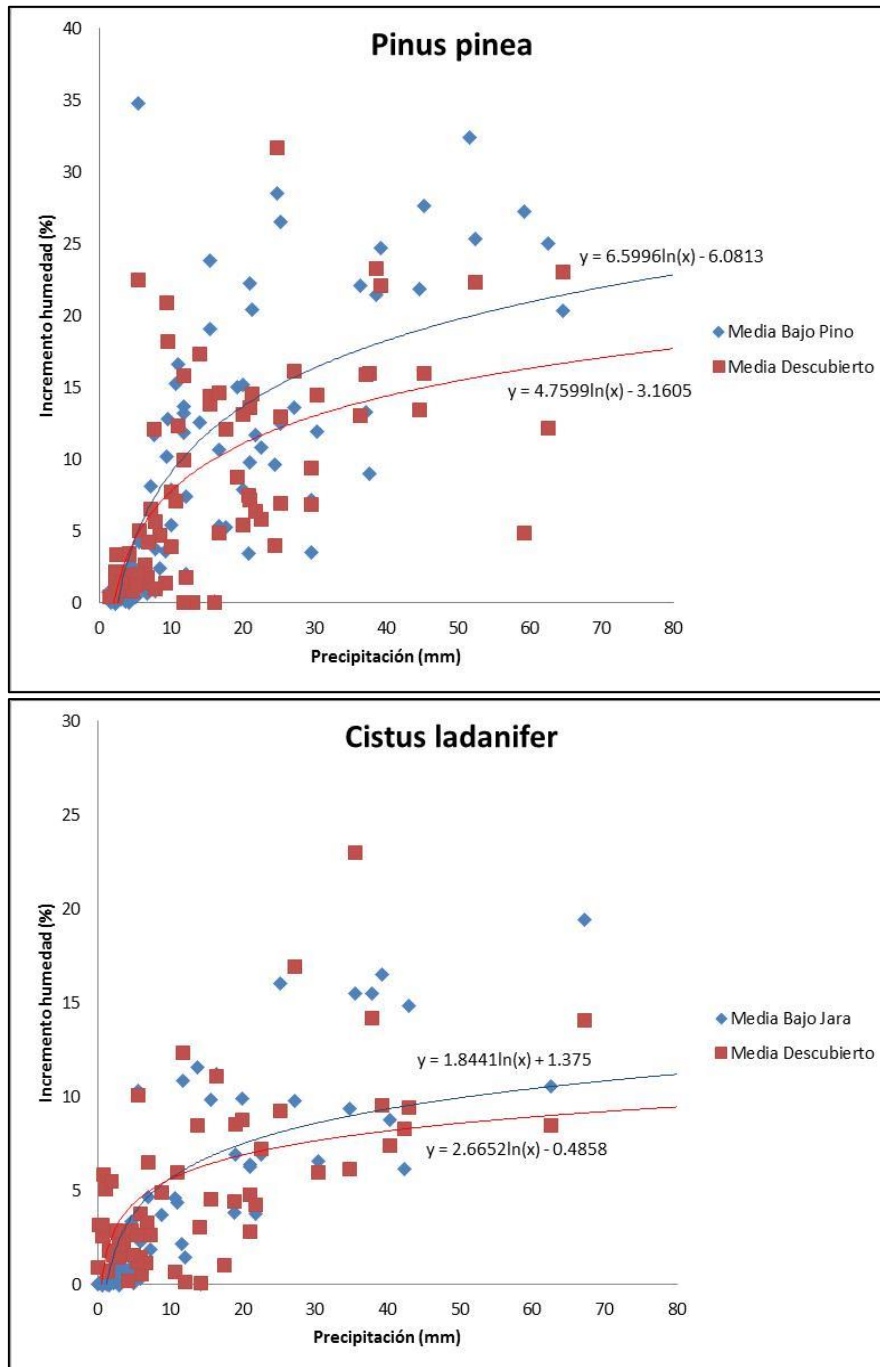 Pinus pinea
40
35
30
25
20
15
10
5
0
Incremento humedad (%)
y = 6.5996ln(x) - 6.0813
y = 4.7599ln(x) - 3.1605
Media Bajo Pino
Media Descubierto
0 10 20 30 40 50 60 70 80
Precipitación (mm)
Cistus ladanifer
30
25
20
15
10
5
0
Incremento humedad (%)
y = 1.8441ln(x) + 1.375
y = 2.6652ln(x) - 0.4858
Media Bajo Jara
Media Descubierto
0 10 20 30 40 50 60 70 80
Precipitación (mm)